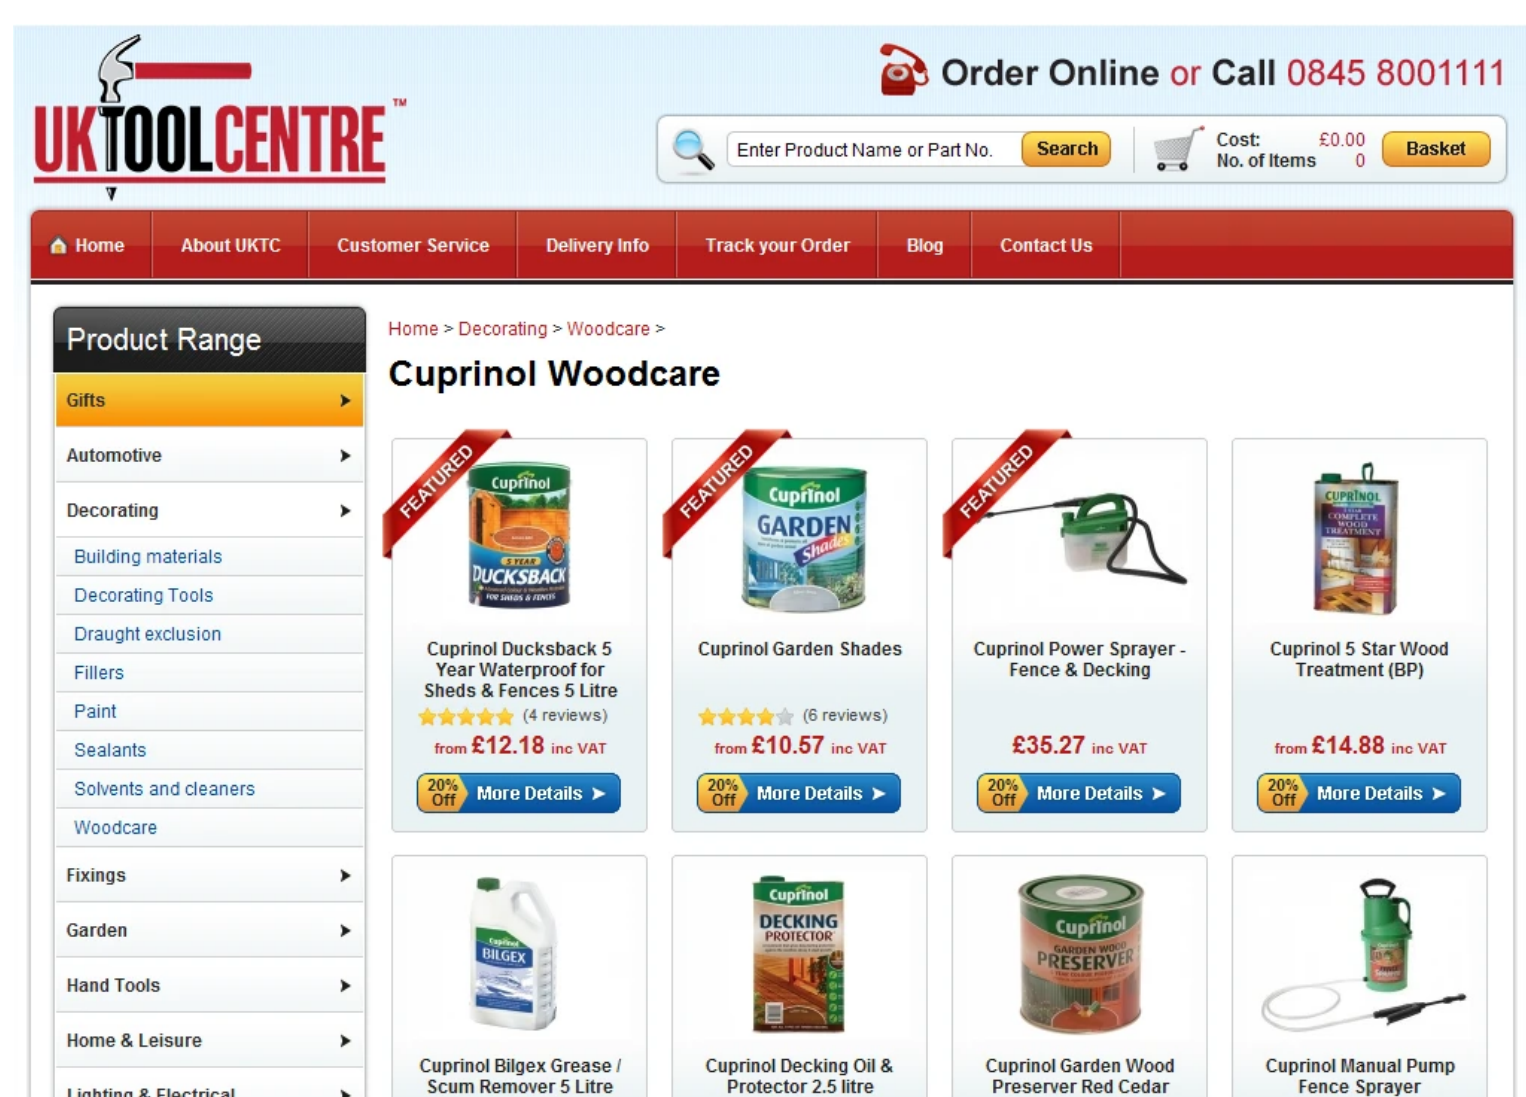 UKTOOLCENTRE™
Order Online or Call 0845 8001111
Enter Product Name or Part No.
Search
Cost: £0.00
No. of Items 0
Basket
Home
About UKTC
Customer Service
Delivery Info
Track your Order
Blog
Contact Us
Product Range
Gifts
Automotive
Decorating
Building materials
Decorating Tools
Draught exclusion
Fillers
Paint
Sealants
Solvents and cleaners
Woodcare
Fixings
Garden
Hand Tools
Home & Leisure
Lighting & Electrical
Home > Decorating > Woodcare >
Cuprinol Woodcare
FEATURED
Cuprinol
5 YEAR
DUCKSBACK
FOR SHEDS & FENCES
Cuprinol Ducksback 5
Year Waterproof for
Sheds & Fences 5 Litre
(4 reviews)
from £12.18 inc VAT
20%
Off
More Details
FEATURED
Cuprinol
GARDEN
Shades
Cuprinol Garden Shades
(6 reviews)
from £10.57 inc VAT
20%
Off
More Details
FEATURED
Cuprinol Power Sprayer -
Fence & Decking
£35.27 inc VAT
20%
Off
More Details
CUPRINOL
COMPLETE
WOOD
TREATMENT
Cuprinol 5 Star Wood
Treatment (BP)
from £14.88 inc VAT
20%
Off
More Details
Cuprinol
BILGEX
Cuprinol Bilgex Grease /
Scum Remover 5 Litre
Cuprinol
DECKING
PROTECTOR
Cuprinol Decking Oil &
Protector 2.5 litre
Cuprinol
GARDEN WOOD
PRESERVER
Cuprinol Garden Wood
Preserver Red Cedar
Cuprinol Manual Pump
Fence Sprayer